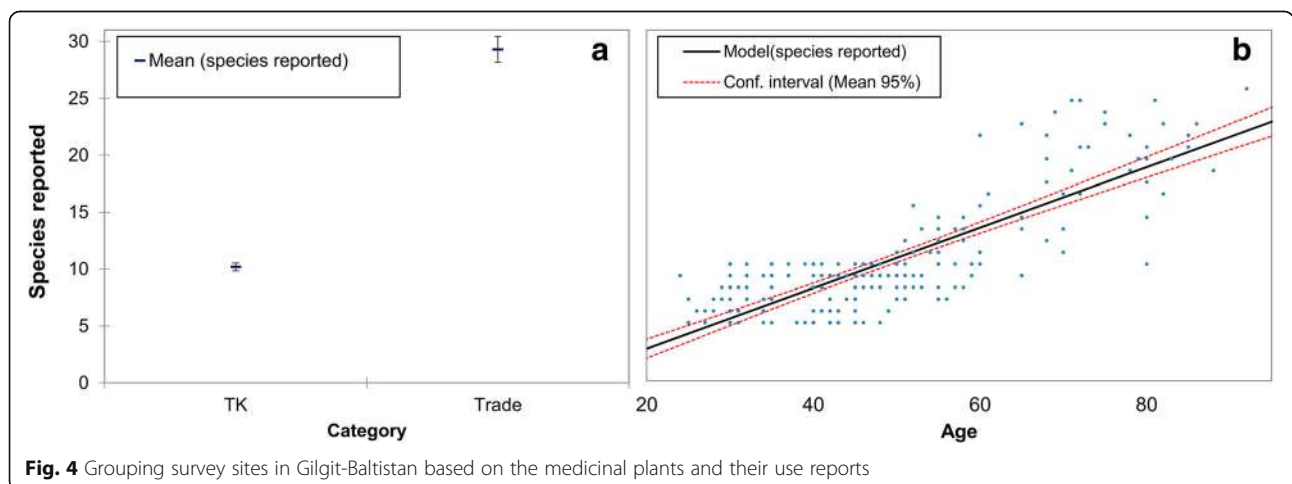 30
25
20
15
10
5
0
Species reported
Mean (species reported)
a
TK
Trade
Category
Model(species reported)
Conf. interval (Mean 95%)
b
20
40
60
80
Age
Fig. 4 Grouping survey sites in Gilgit-Baltistan based on the medicinal plants and their use reports